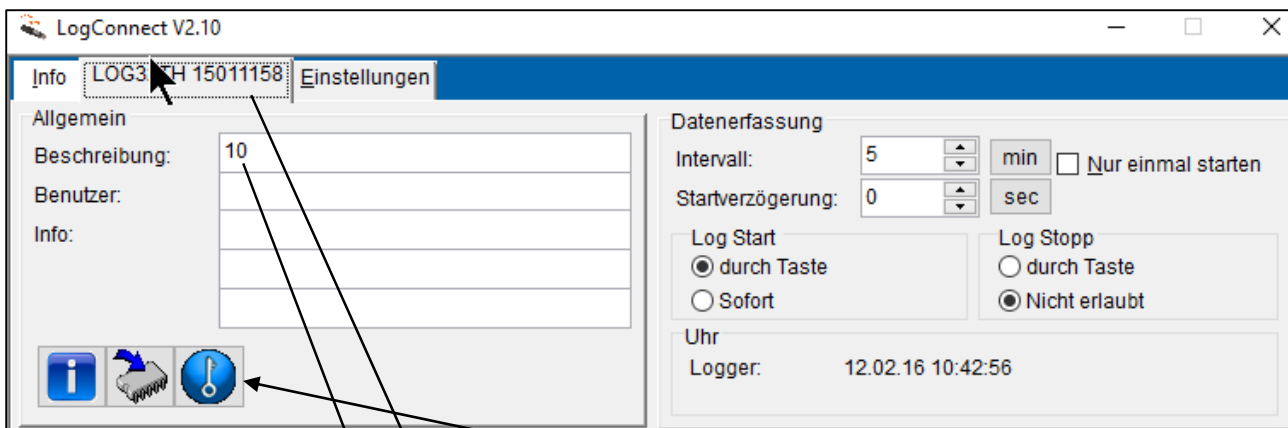 LogConnect V2.10
Info LOG32TH 15011158 Einstellungen
Allgemein
Beschreibung: 10
Benutzer:
Info:
Datenerfassung
Intervall: 5 min Nur einmal starten
Startverzögerung: 0 sec
Log Start
durch Taste
Sofort
Log Stopp
durch Taste
Nicht erlaubt
Uhr
Logger: 12.02.16 10:42:56